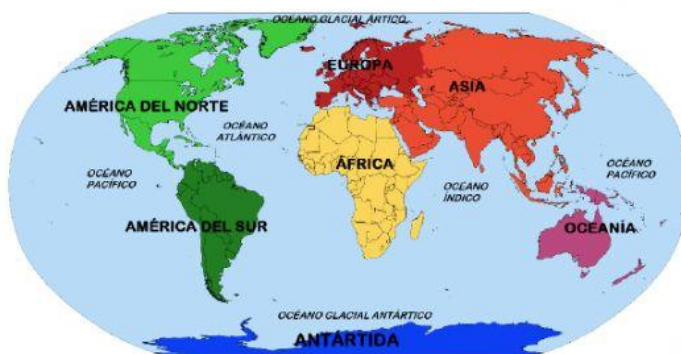 OCÉANO GLACIAL ÁRTICO
EUROPA
ASIA
AMÉRICA DEL NORTE
OCÉANO
ATLÁNTICO
ÁFRICA
OCÉANO
PACÍFICO
OCÉANO
ÍNDICO
OCÉANO
PACÍFICO
AMÉRICA DEL SUR
OCEANÍA
OCÉANO GLACIAL ANTÁRTICO
ANTÁRTIDA